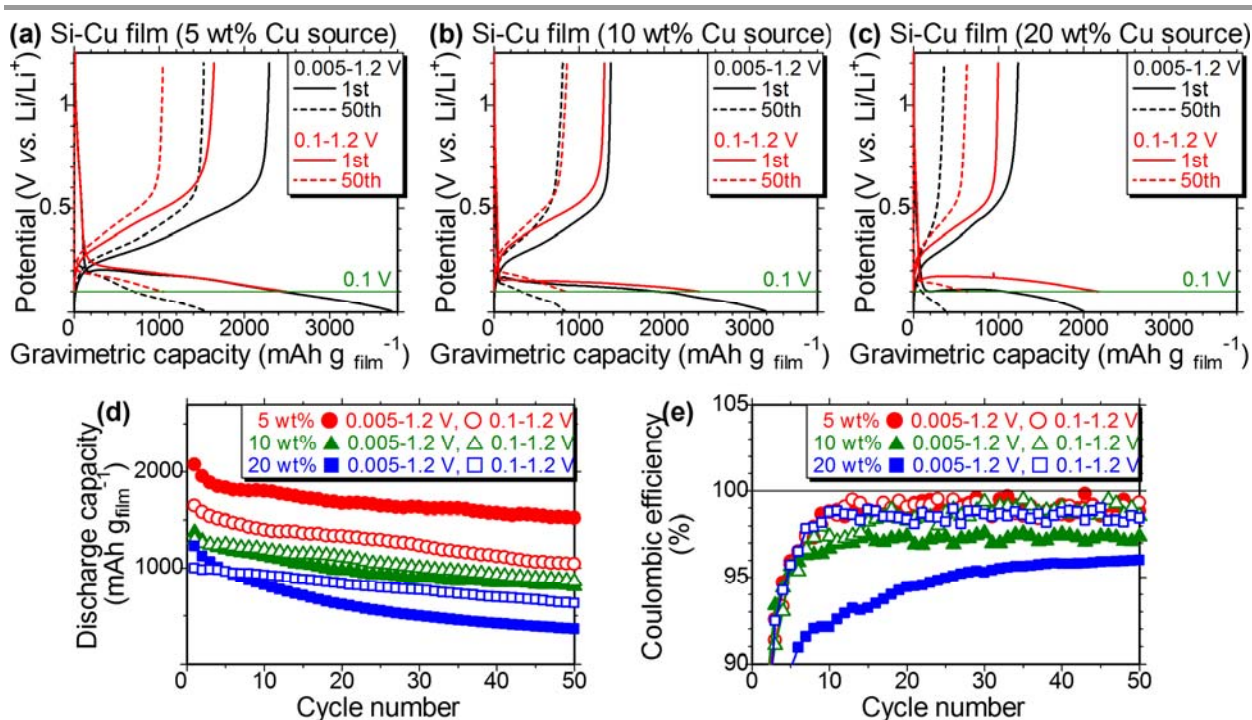 (a) Si-Cu film (5 wt% Cu source)
0.005-1.2 V
1st
50th
0.1-1.2 V
1st
50th
1
0.5
0.1 V
0 1000 2000 3000
Potential (V vs. Li/Li+)
Gravimetric capacity (mAh g film -1)
(b) Si-Cu film (10 wt% Cu source)
0.005-1.2 V
1st
50th
0.1-1.2 V
1st
50th
1
0.5
0.1 V
0 1000 2000 3000
Potential (V vs. Li/Li+)
Gravimetric capacity (mAh g film -1)
(c) Si-Cu film (20 wt% Cu source)
0.005-1.2 V
1st
50th
0.1-1.2 V
1st
50th
1
0.5
0.1 V
0 1000 2000 3000
Potential (V vs. Li/Li+)
Gravimetric capacity (mAh g film -1)
(d)
5 wt% 0.005-1.2 V, 0.1-1.2 V
10 wt% 0.005-1.2 V, 0.1-1.2 V
20 wt% 0.005-1.2 V, 0.1-1.2 V
2000
1000
0 10 20 30 40 50
Discharge capacity
(mAh gfilm-1)
Cycle number
(e)
5 wt% 0.005-1.2 V, 0.1-1.2 V
10 wt% 0.005-1.2 V, 0.1-1.2 V
20 wt% 0.005-1.2 V, 0.1-1.2 V
105
100
95
90
0 10 20 30 40 50
Coulombic efficiency
(%)
Cycle number